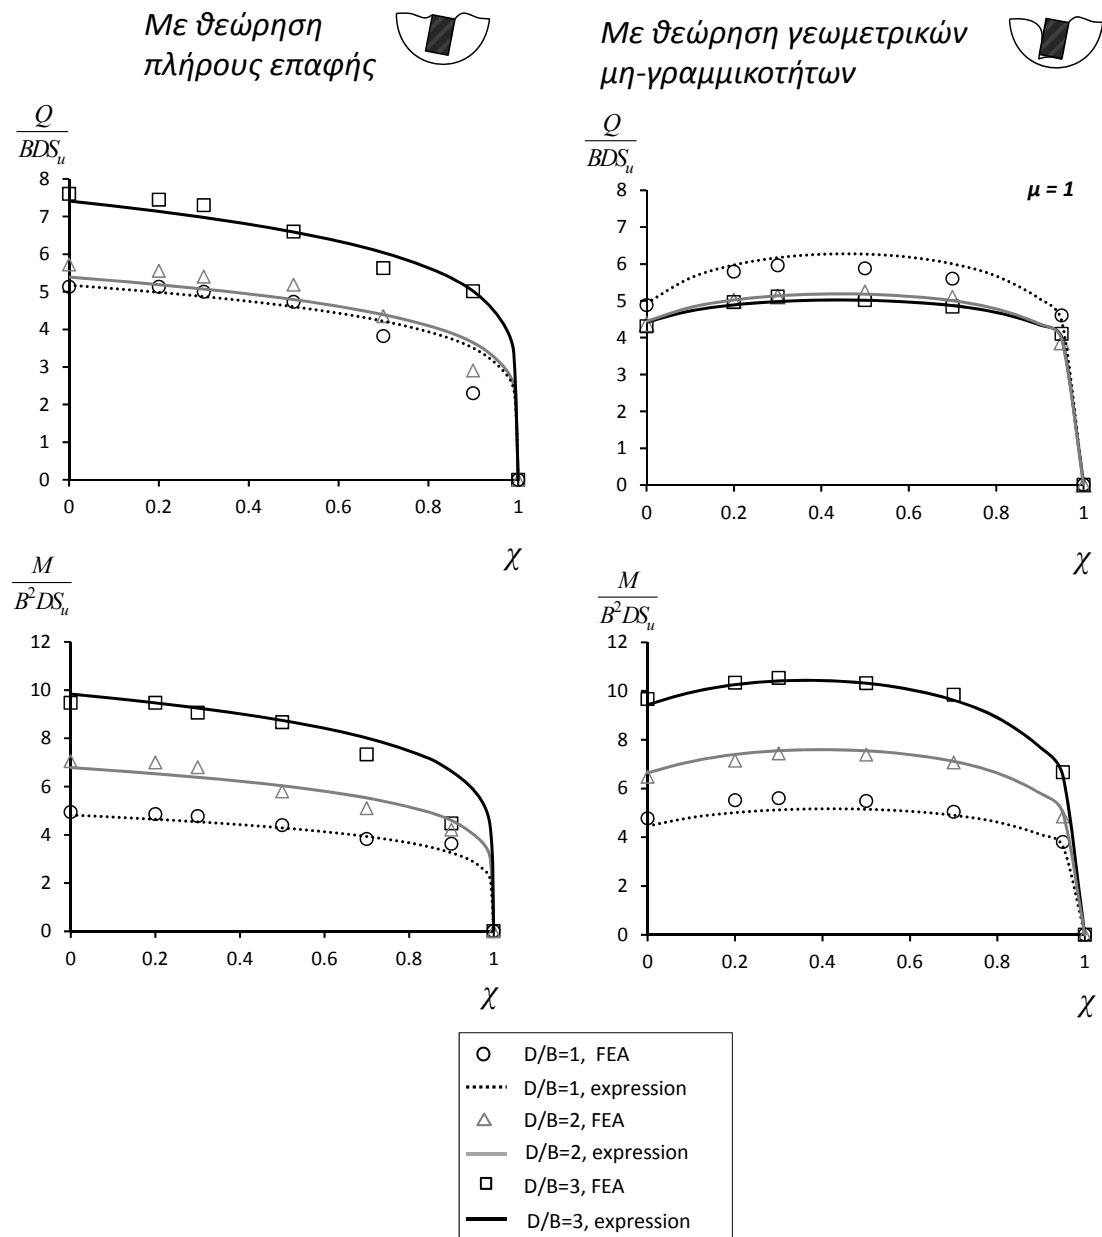 Με θεώρηση
πλήρους επαφής
Με θεώρηση γεωμετρικών
μη-γραμμικοτήτων
Q
BDS_u
8
7
6
5
4
3
2
1
0
0 0.2 0.4 0.6 0.8 1
χ
Q
BDS_u
μ = 1
8
7
6
5
4
3
2
1
0
0 0.2 0.4 0.6 0.8 1
χ
M
B²DS_u
12
10
8
6
4
2
0
0 0.2 0.4 0.6 0.8 1
χ
M
B²DS_u
12
10
8
6
4
2
0
0 0.2 0.4 0.6 0.8 1
χ
D/B=1, FEA
D/B=1, expression
D/B=2, FEA
D/B=2, expression
D/B=3, FEA
D/B=3, expression